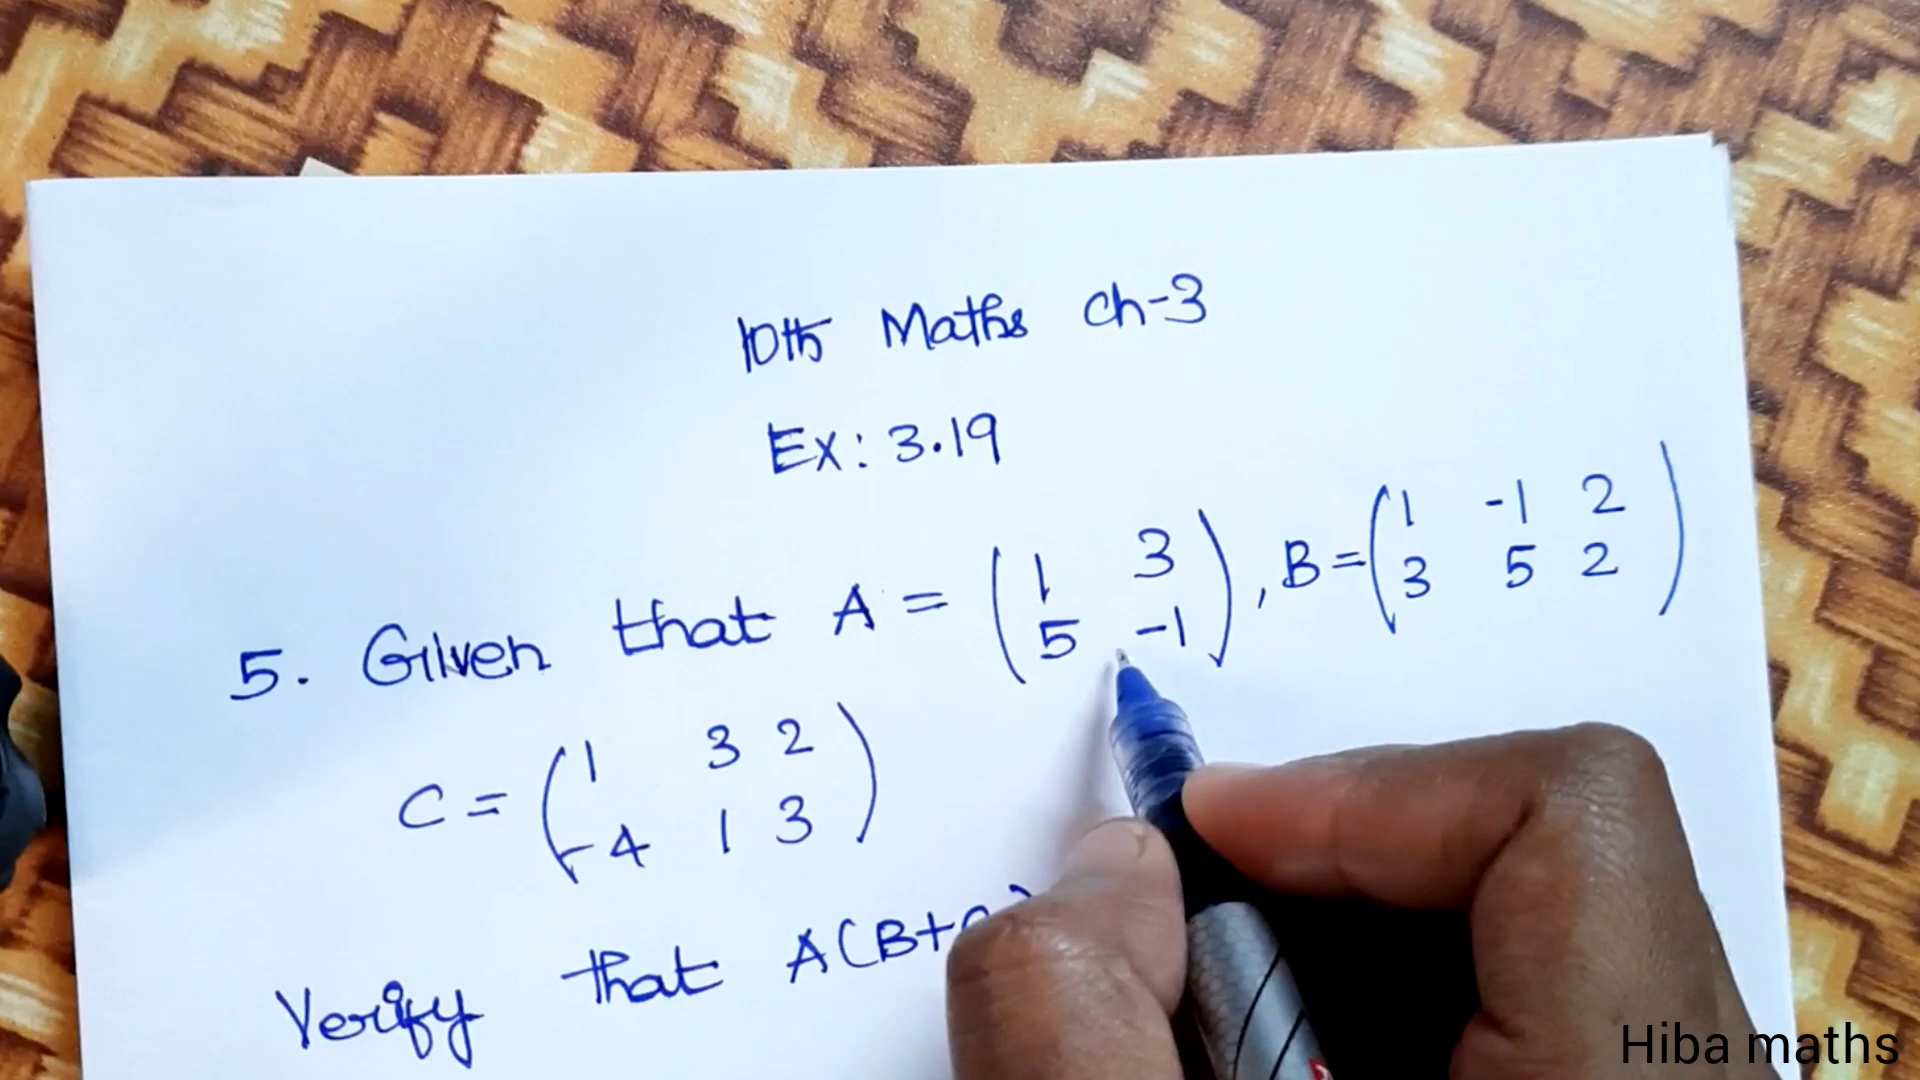 10th Maths Ch-3
Ex: 3.19
5. Given that A = (1 3
5 -1), B = (1 -1 2
3 5 2)
C = (1 3 2
-4 1 3)
Verify that A(B+
Hiba maths